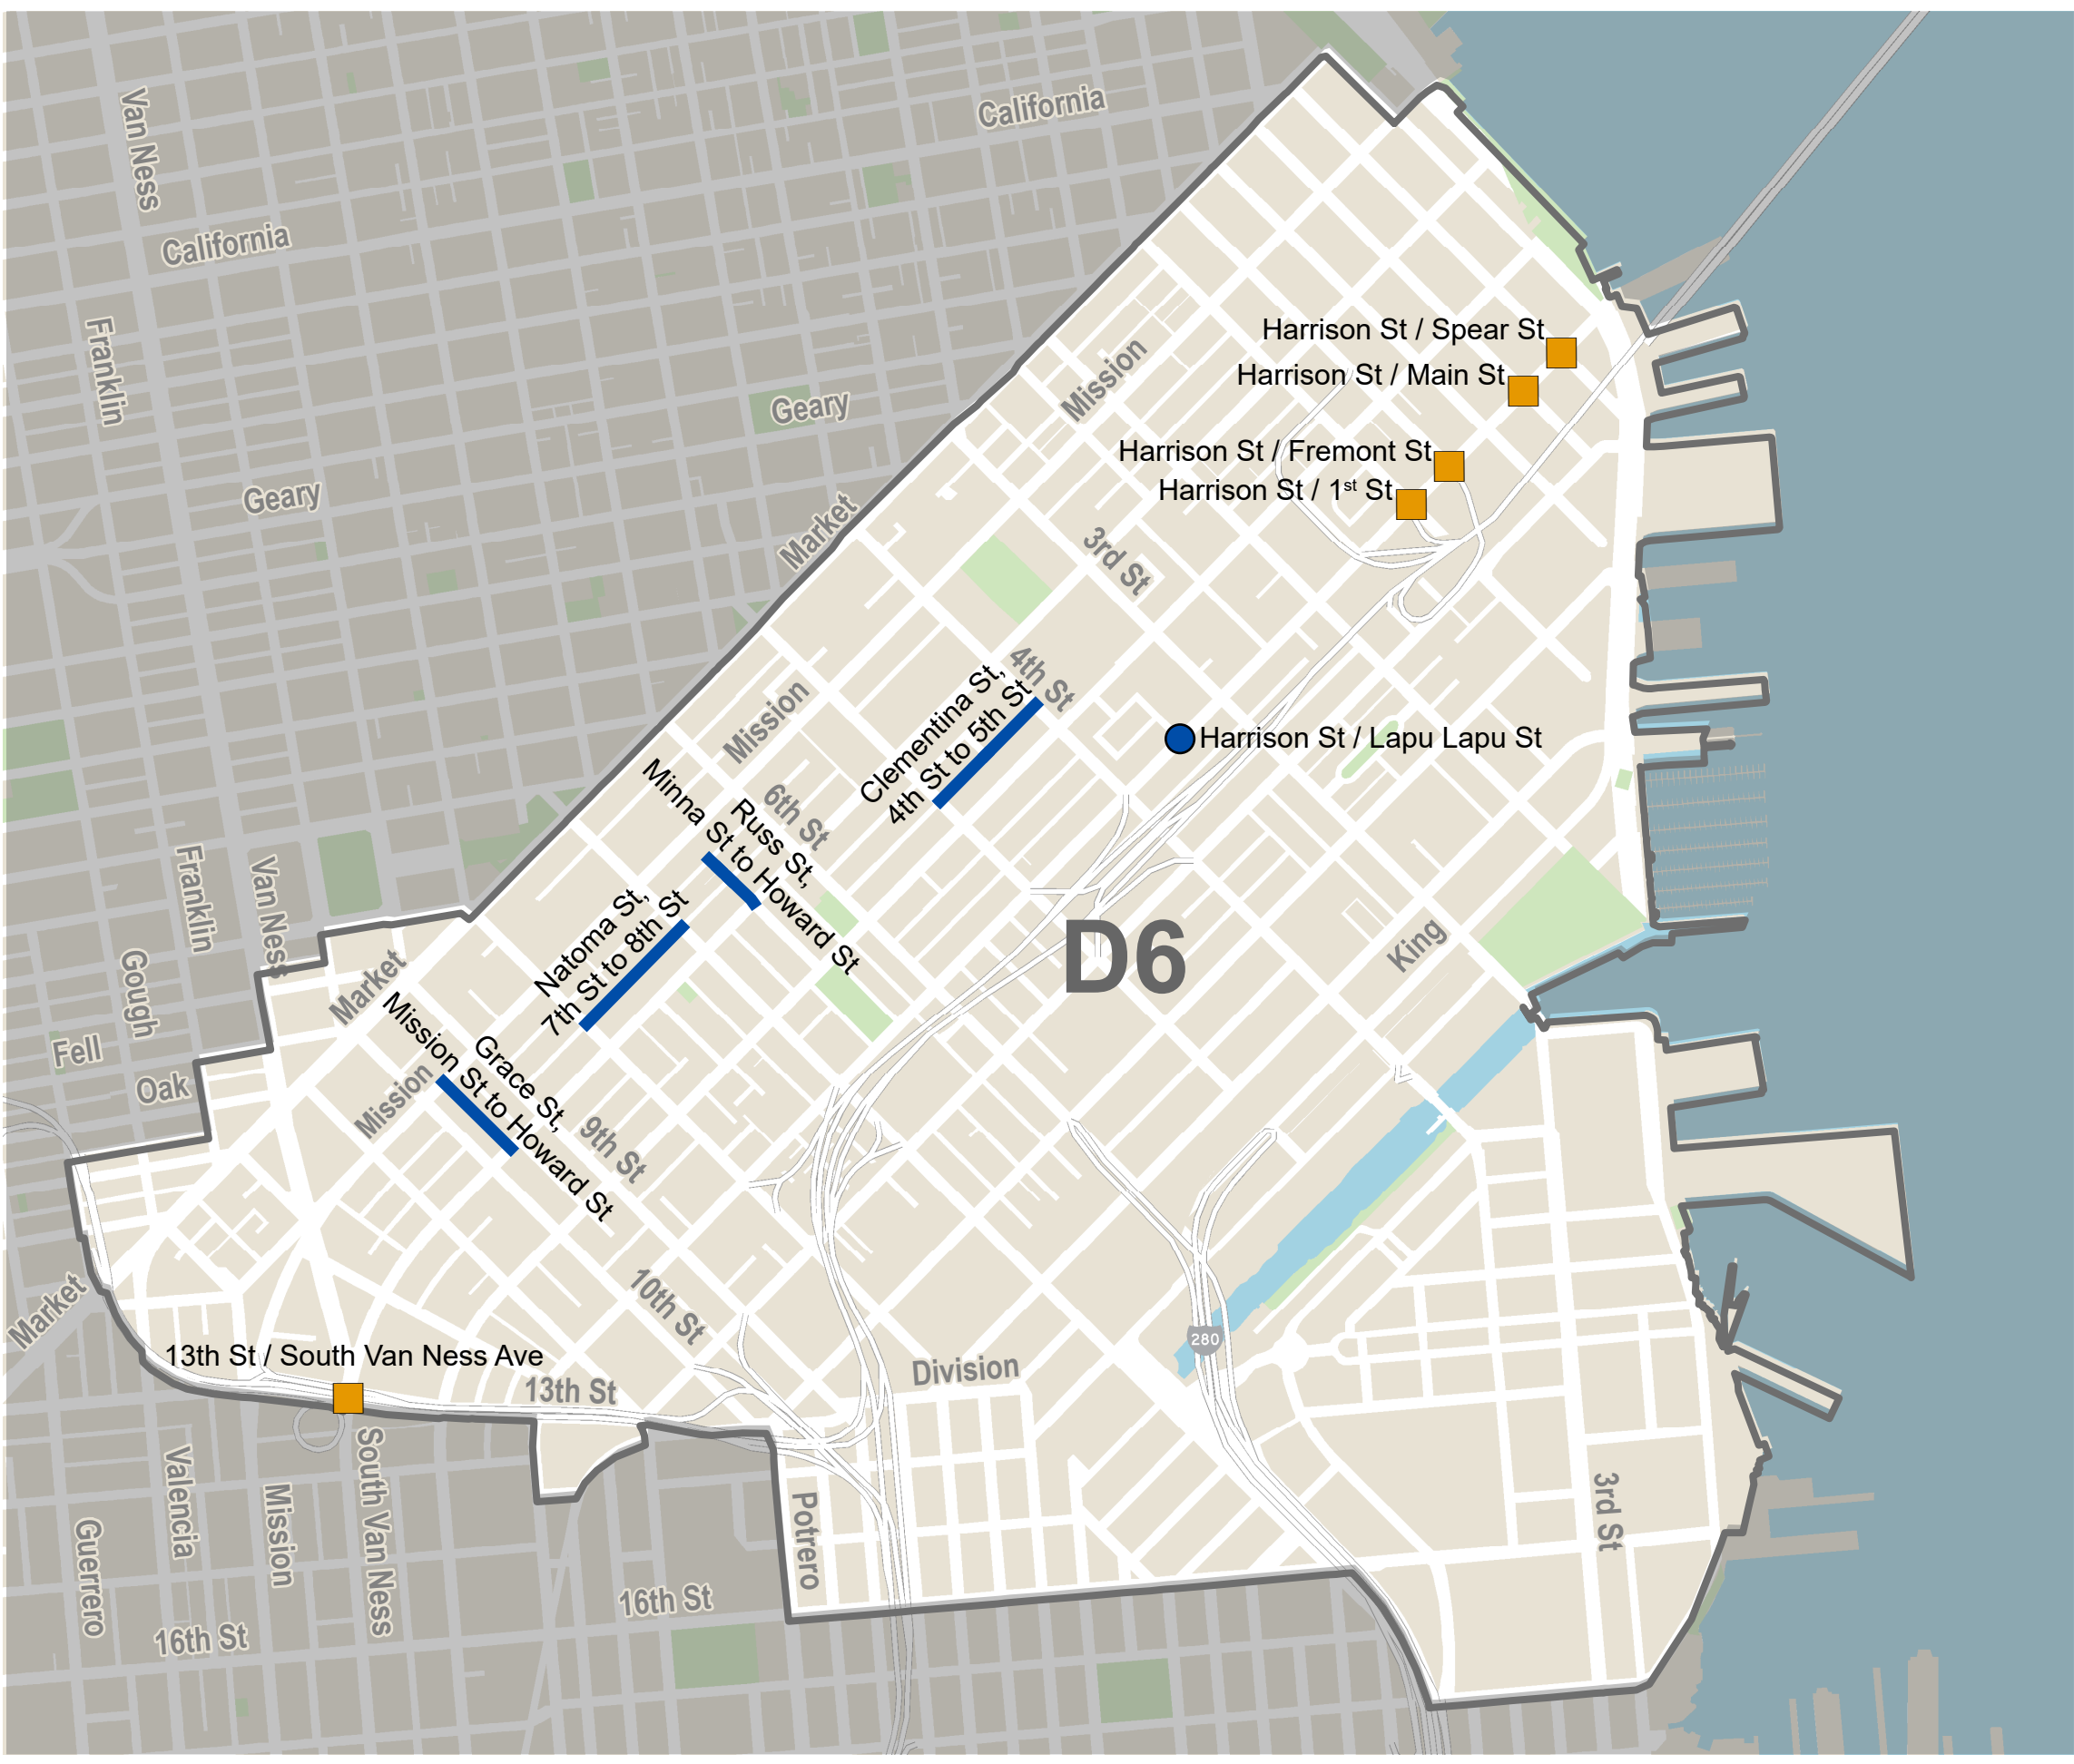 California
Van Ness
California
Franklin
Harrison St / Spear St
Mission
Harrison St / Main St
Geary
Harrison St / Fremont St
Geary
Harrison St / 1st St
Market
3rd St
4th St
Clementina St,
4th St to 5th St
Mission
Harrison St / Lapu Lapu St
6th St
Russ St,
Minna St to Howard St
Franklin
Van Ness
Natoma St,
7th St to 8th St
D6
King
Gough
Market
Fell
Oak
Mission
Grace St,
Mission St to Howard St
9th St
Market
10th St
280
13th St / South Van Ness Ave
13th St
Division
Valencia
South Van Ness
Mission
Guerrero
Potrero
3rd St
16th St
16th St